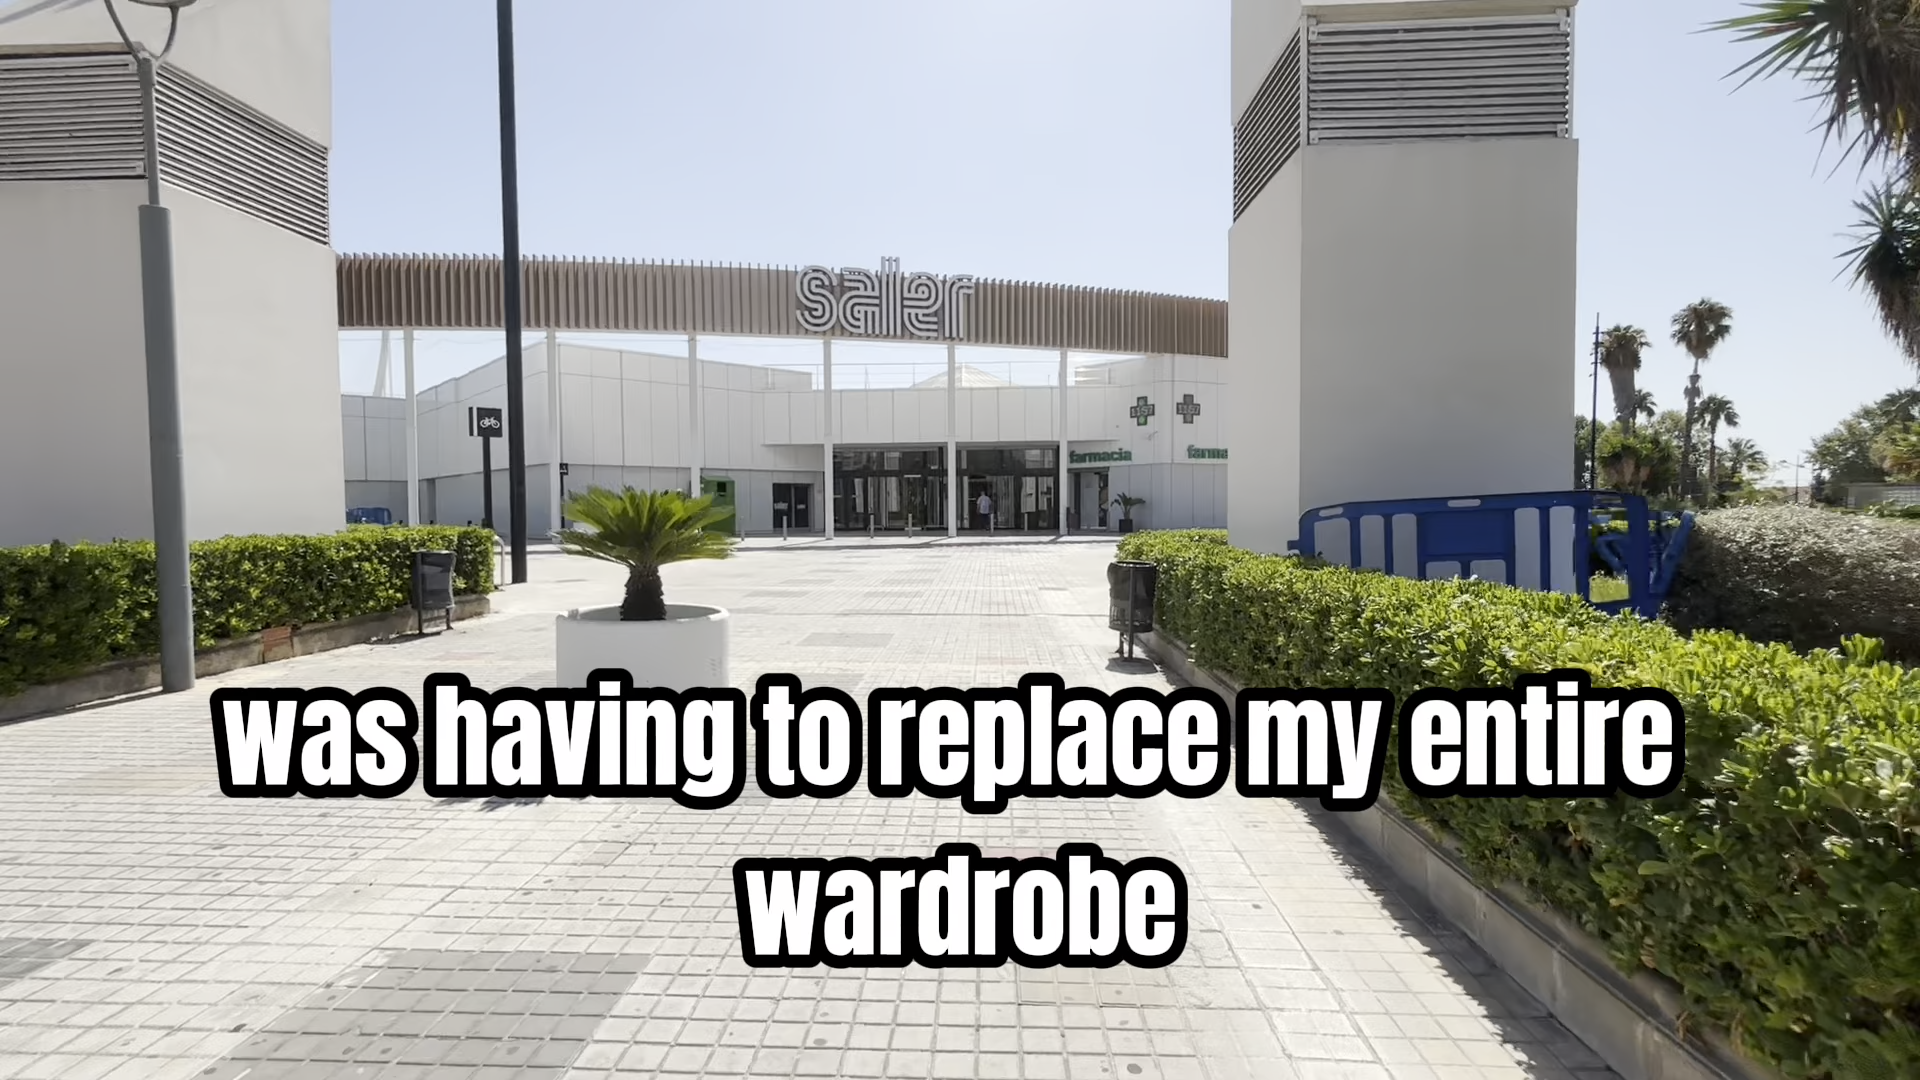 saler
farmacia
farma
was having to replace my entire
wardrobe